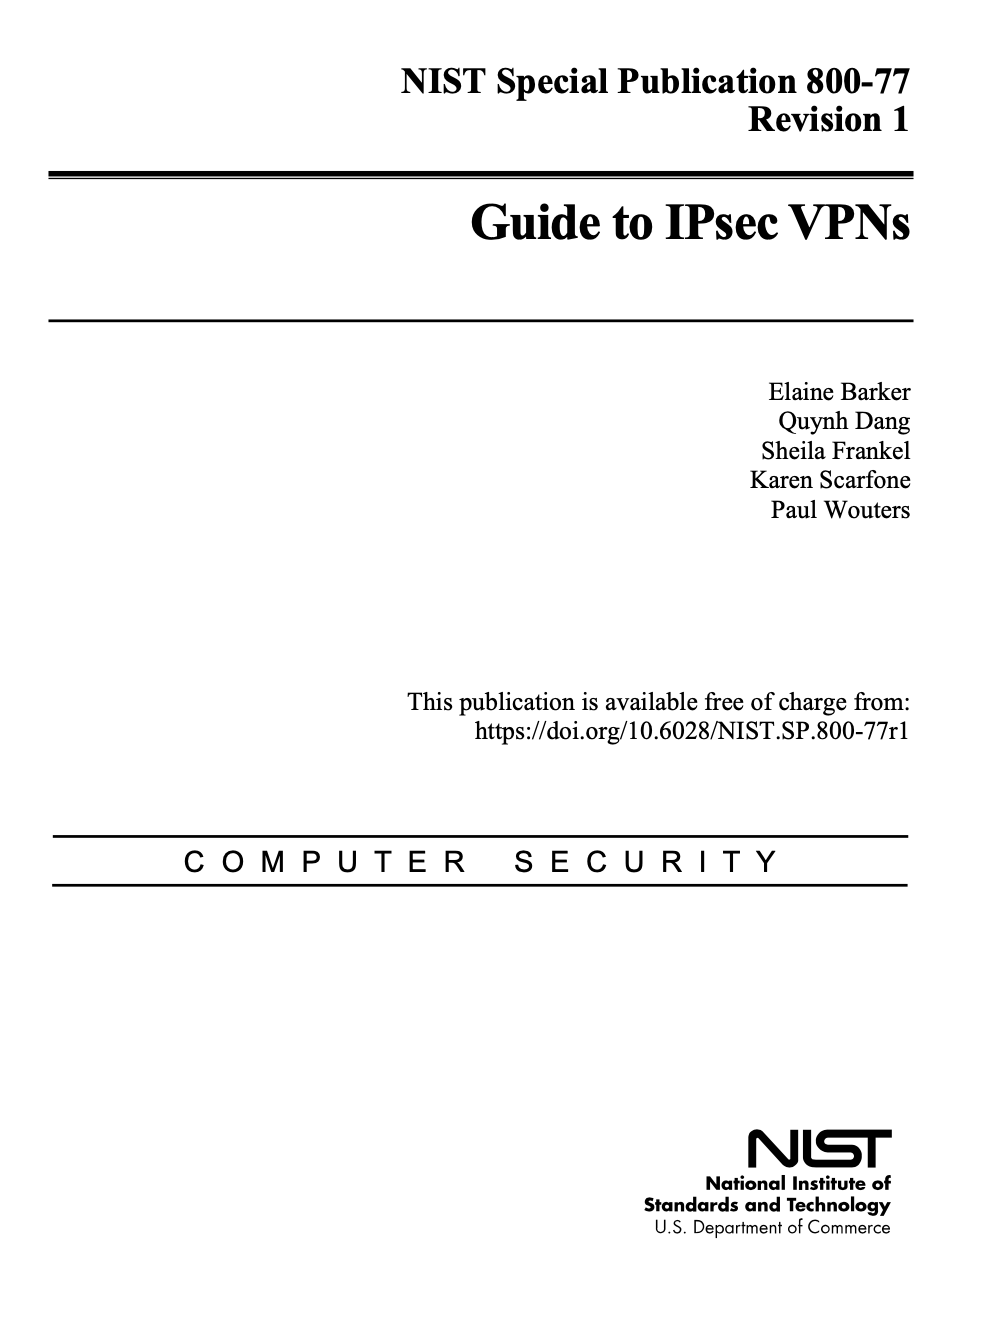 NIST Special Publication 800-77
Revision 1
Guide to IPsec VPNs
Elaine Barker
Quynh Dang
Sheila Frankel
Karen Scarfone
Paul Wouters
This publication is available free of charge from:
https://doi.org/10.6028/NIST.SP.800-77r1
COMPUTER SECURITY
NIST
National Institute of
Standards and Technology
U.S. Department of Commerce